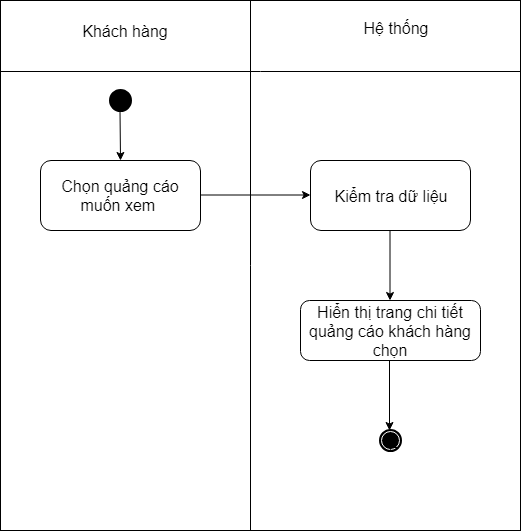 Khách hàng
Hệ thống
Chọn quảng cáo
muốn xem
Kiểm tra dữ liệu
Hiển thị trang chi tiết
quảng cáo khách hàng
chọn